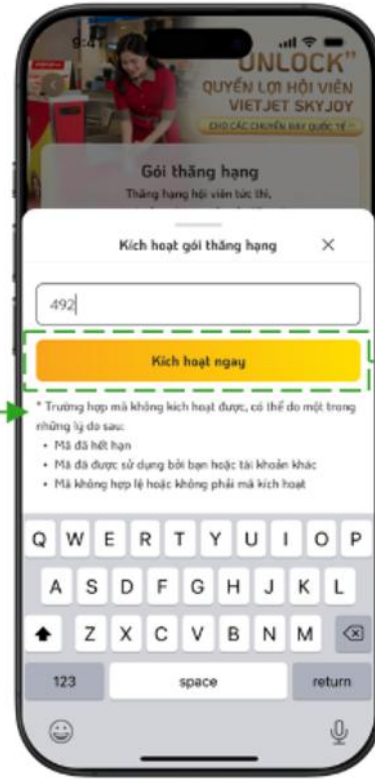 9:41
UNLOCK”
QUYỀN LỢI HỘI VIÊN
VIETJET SKYJOY
CHO CÁC CHUYẾN BAY QUỐC TẾ
Gói thăng hạng
Thăng hạng hội viên tức thì,
Kích hoạt gói thăng hạng
492
Kích hoạt ngay
* Trường hợp mà không kích hoạt được, có thể do một trong
những lý do sau:
• Mã đã hết hạn
• Mã đã được sử dụng bởi bạn hoặc tài khoản khác
• Mã không hợp lệ hoặc không phải mã kích hoạt
Q W E R T Y U I O P
A S D F G H J K L
Z X C V B N M
123 space return